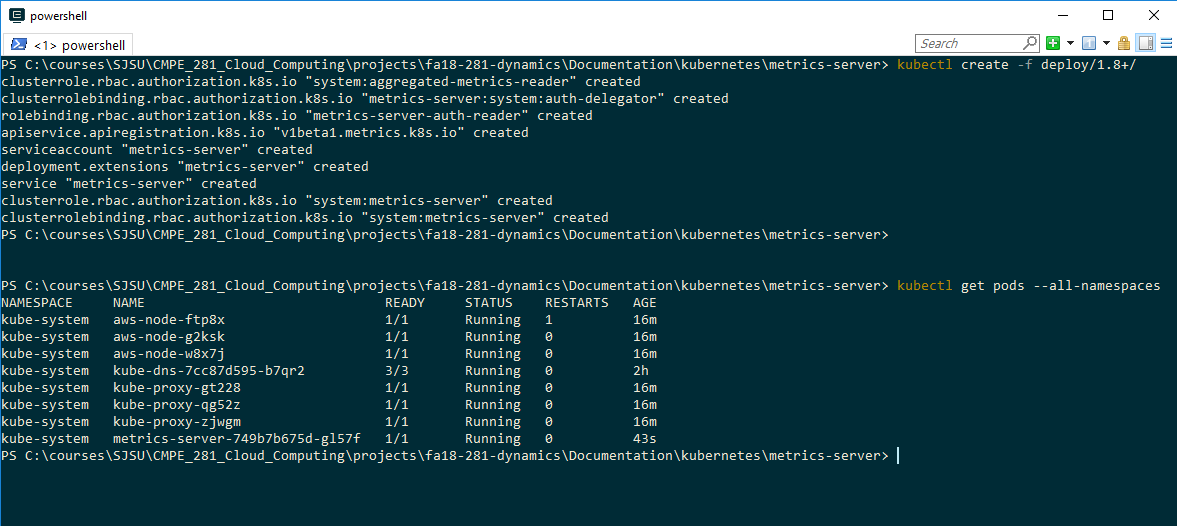 powershell
<1> powershell
Search
PS C:\courses\SJSU\CMPE_281_Cloud_Computing\projects\fa18-281-dynamics\Documentation\kubernetes\metrics-server> kubectl create -f deploy/1.8+/
clusterrole.rbac.authorization.k8s.io "system:aggregated-metrics-reader" created
clusterrolebinding.rbac.authorization.k8s.io "metrics-server:system:auth-delegator" created
rolebinding.rbac.authorization.k8s.io "metrics-server-auth-reader" created
apiservice.apiregistration.k8s.io "v1beta1.metrics.k8s.io" created
serviceaccount "metrics-server" created
deployment.extensions "metrics-server" created
service "metrics-server" created
clusterrole.rbac.authorization.k8s.io "system:metrics-server" created
clusterrolebinding.rbac.authorization.k8s.io "system:metrics-server" created
PS C:\courses\SJSU\CMPE_281_Cloud_Computing\projects\fa18-281-dynamics\Documentation\kubernetes\metrics-server>
PS C:\courses\SJSU\CMPE_281_Cloud_Computing\projects\fa18-281-dynamics\Documentation\kubernetes\metrics-server> kubectl get pods --all-namespaces
NAMESPACE NAME READY STATUS RESTARTS AGE
kube-system aws-node-ftp8x 1/1 Running 1 16m
kube-system aws-node-g2ksk 1/1 Running 0 16m
kube-system aws-node-w8x7j 1/1 Running 0 16m
kube-system kube-dns-7cc87d595-b7qr2 3/3 Running 0 2h
kube-system kube-proxy-gt228 1/1 Running 0 16m
kube-system kube-proxy-qg52z 1/1 Running 0 16m
kube-system kube-proxy-zjwgm 1/1 Running 0 16m
kube-system metrics-server-749b7b675d-gl57f 1/1 Running 0 43s
PS C:\courses\SJSU\CMPE_281_Cloud_Computing\projects\fa18-281-dynamics\Documentation\kubernetes\metrics-server>